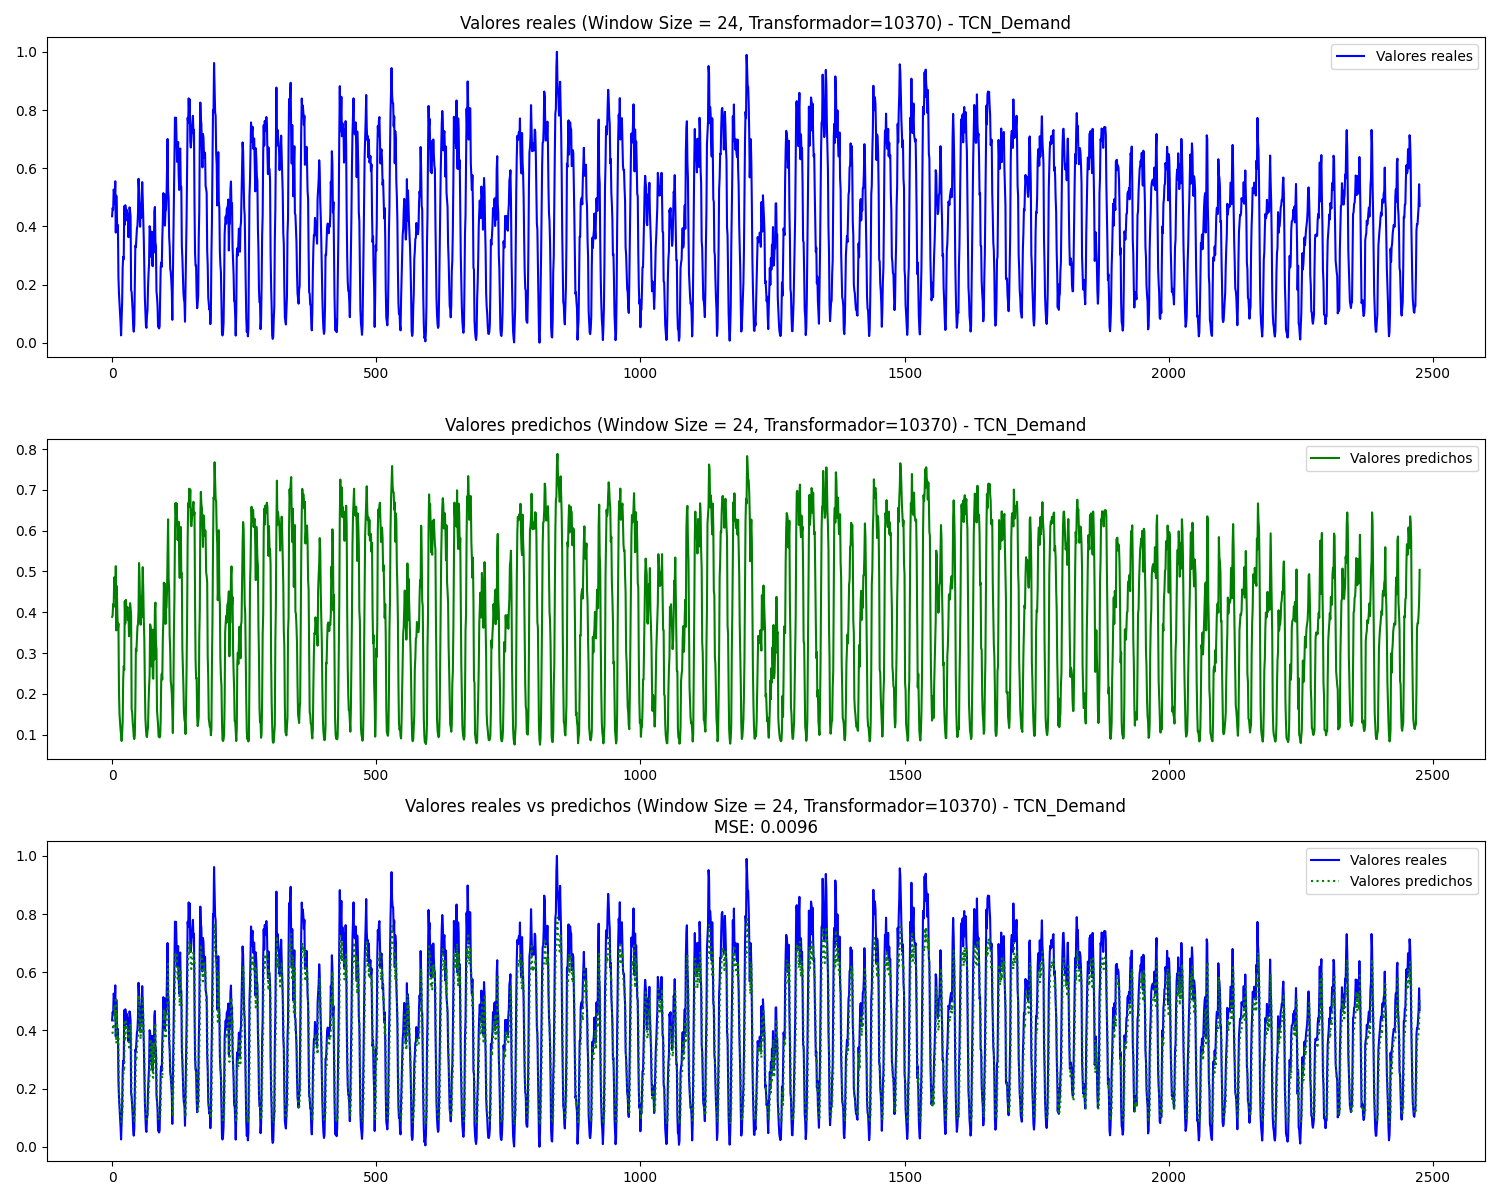 Valores reales (Window Size = 24, Transformador=10370) - TCN_Demand
Valores reales
1.0
0.8
0.6
0.4
0.2
0.0
0 500 1000 1500 2000 2500
Valores predichos (Window Size = 24, Transformador=10370) - TCN_Demand
Valores predichos
0.8
0.7
0.6
0.5
0.4
0.3
0.2
0.1
0 500 1000 1500 2000 2500
Valores reales vs predichos (Window Size = 24, Transformador=10370) - TCN_Demand
MSE: 0.0096
Valores reales
Valores predichos
1.0
0.8
0.6
0.4
0.2
0.0
0 500 1000 1500 2000 2500